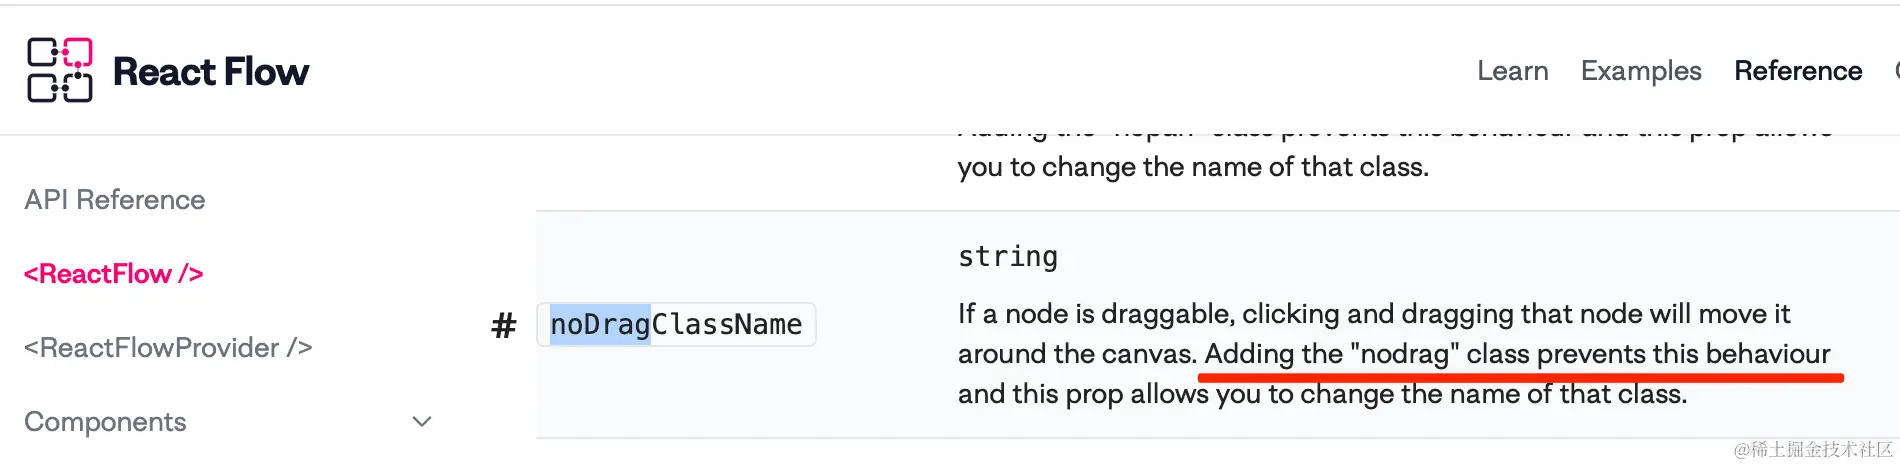 React Flow
Learn Examples Reference
you to change the name of that class.
API Reference
<ReactFlow />
<ReactFlowProvider />
Components
string
# noDragClassName
If a node is draggable, clicking and dragging that node will move it
around the canvas. Adding the "nodrag" class prevents this behaviour
and this prop allows you to change the name of that class.
@稀土掘金技术社区